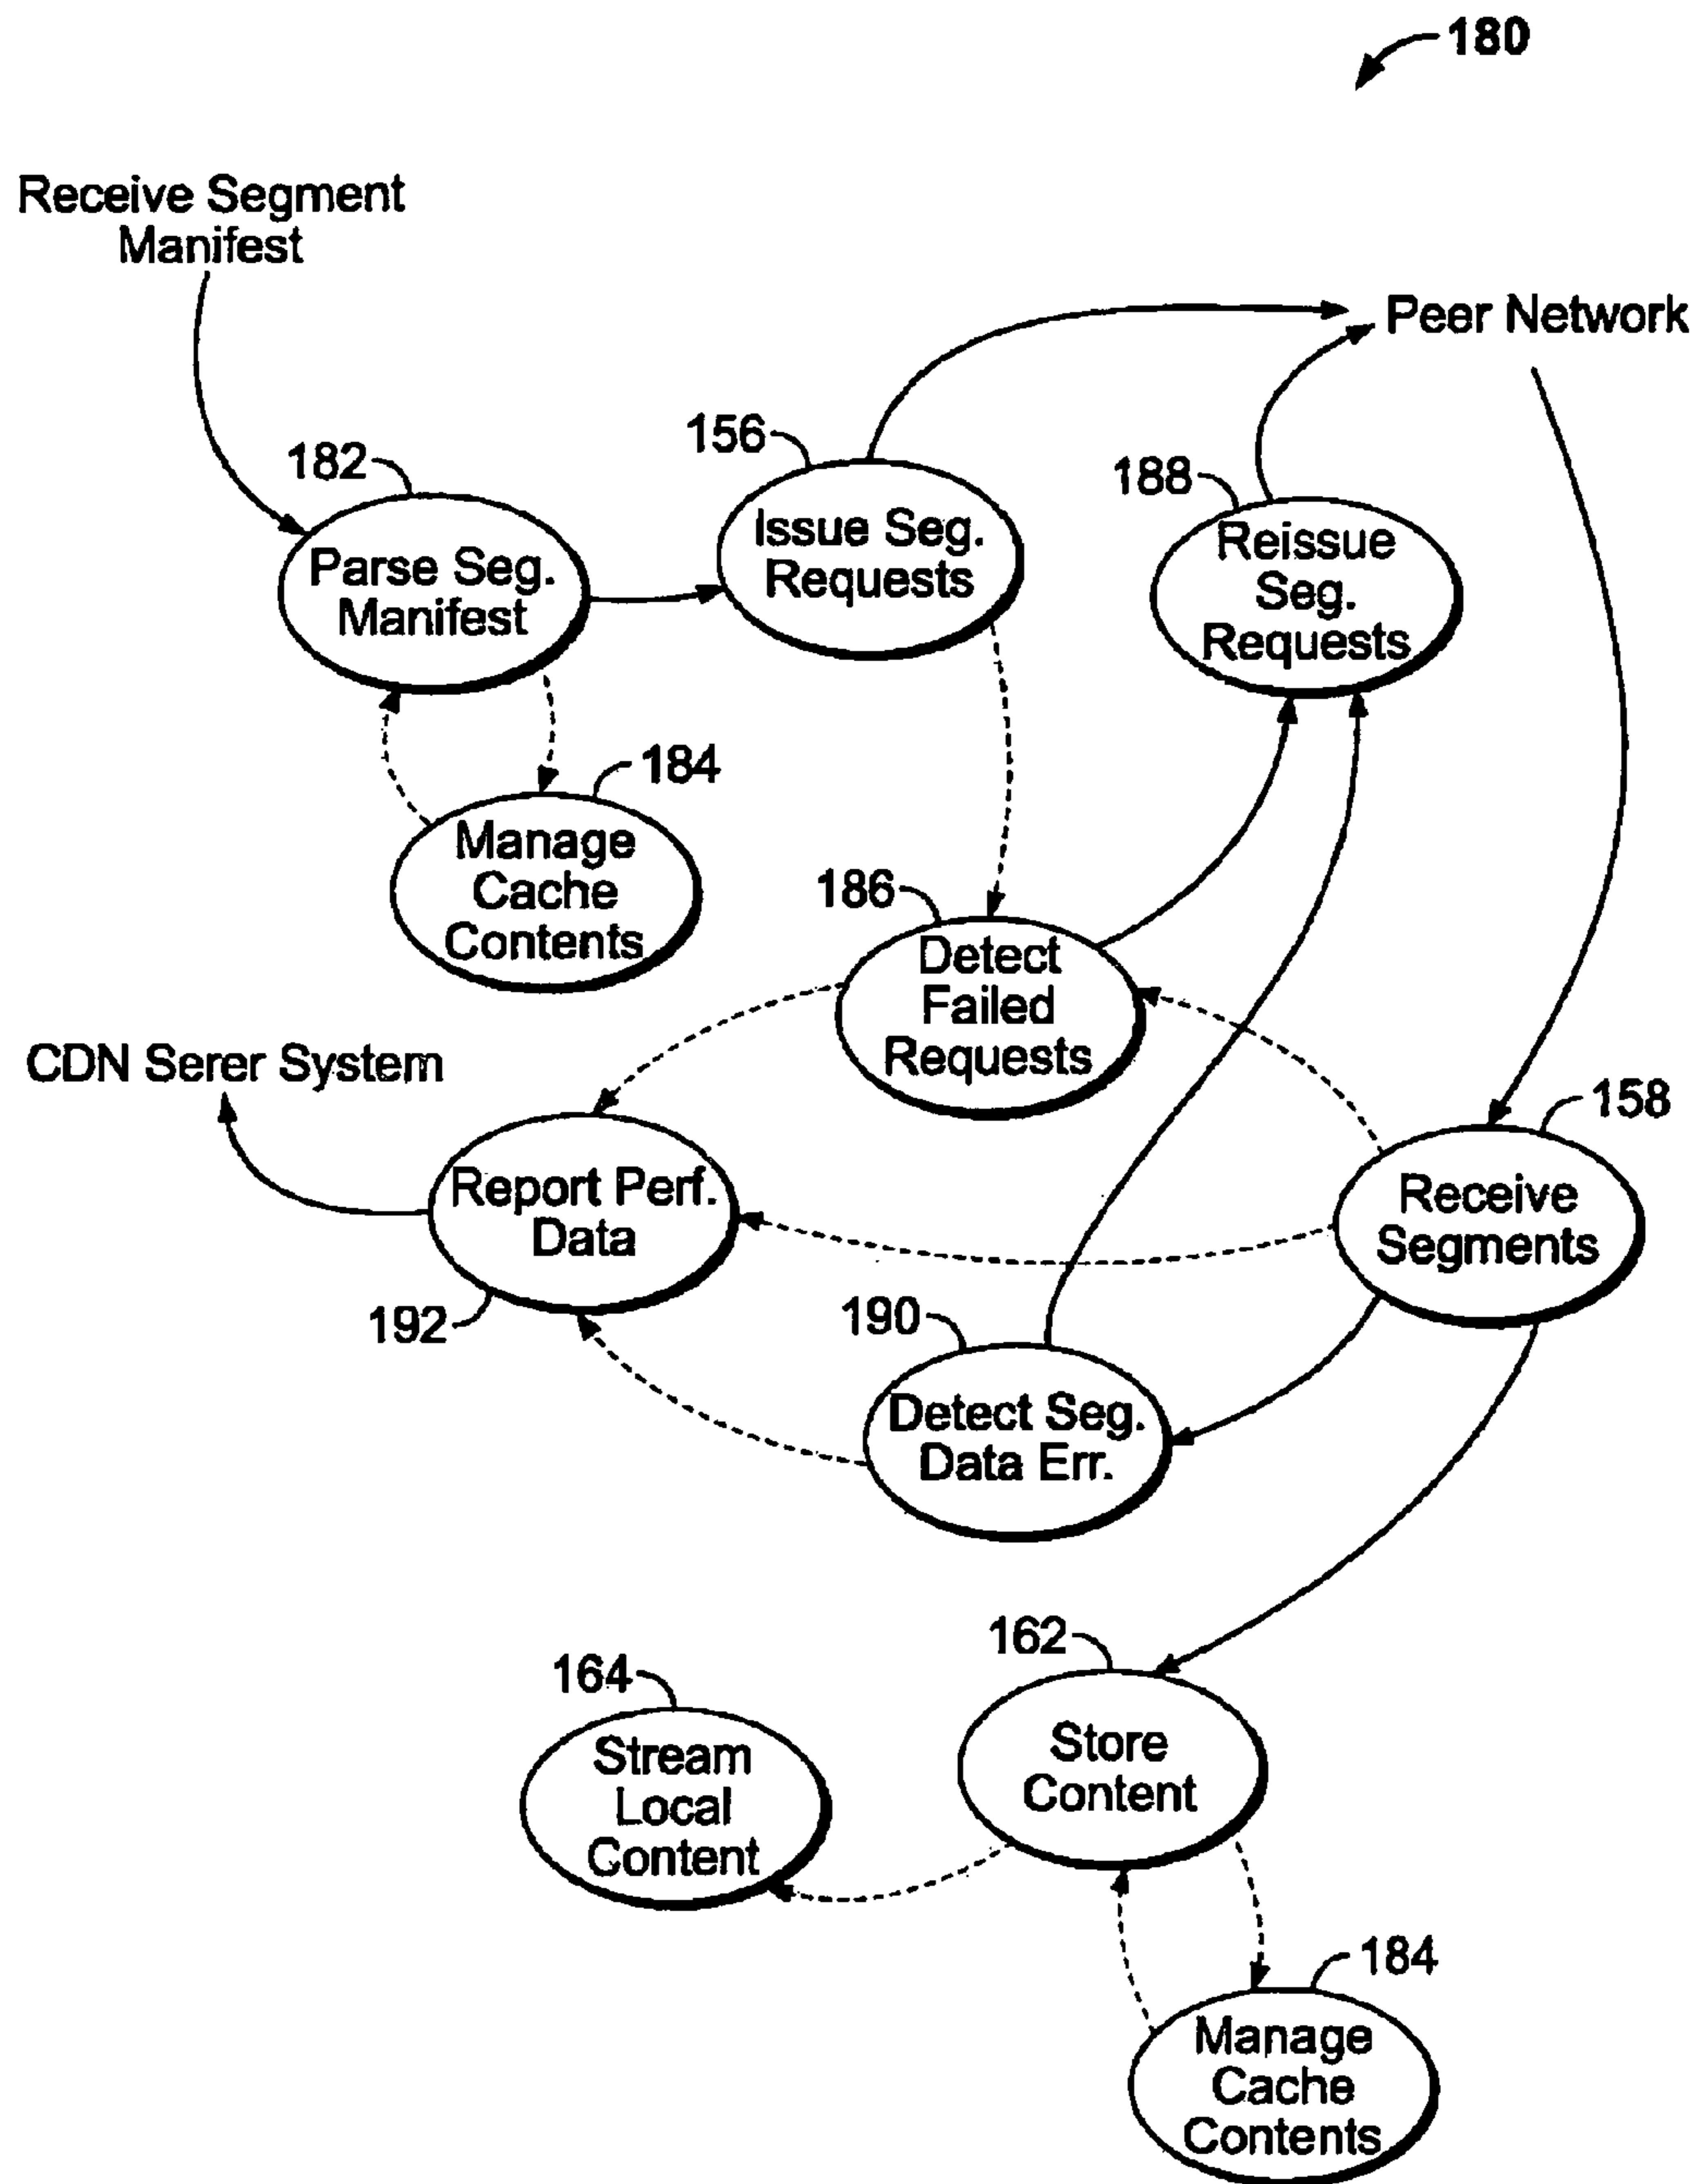 180
Receive Segment
Manifest
Peer Network
156
182
188
Issue Seg.
Requests
Reissue
Seg.
Requests
Parse Seg.
Manifest
184
Manage
Cache
Contents
186
Detect
Failed
Requests
CDN Serer System
158
Report Perf.
Data
Receive
Segments
192
190
Detect Seg.
Data Err.
162
164
Store
Content
Stream
Local
Content
184
Manage
Cache
Contents